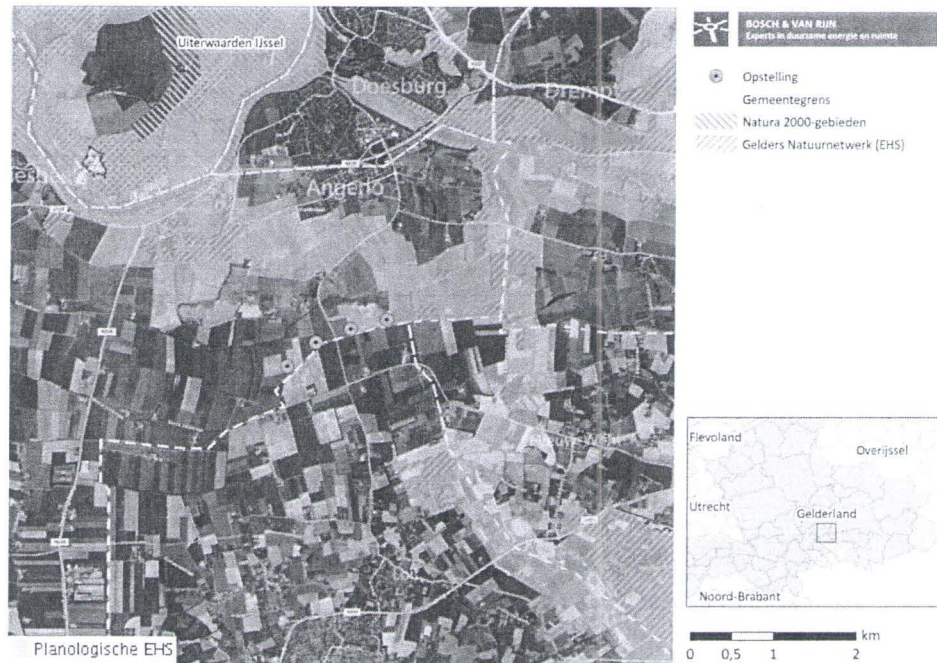 Uiterwaarden IJssel
Doesburg
Drempt
Angerlo
Planologische EHS
BOSCH & VAN RIJN
Experts in duurzame energie en ruimte
Opstelling
Gemeentegrens
Natura 2000-gebieden
Gelders Natuurnetwerk (EHS)
Flevoland
Overijssel
Utrecht
Gelderland
Noord-Brabant
km
0 0,5 1 2